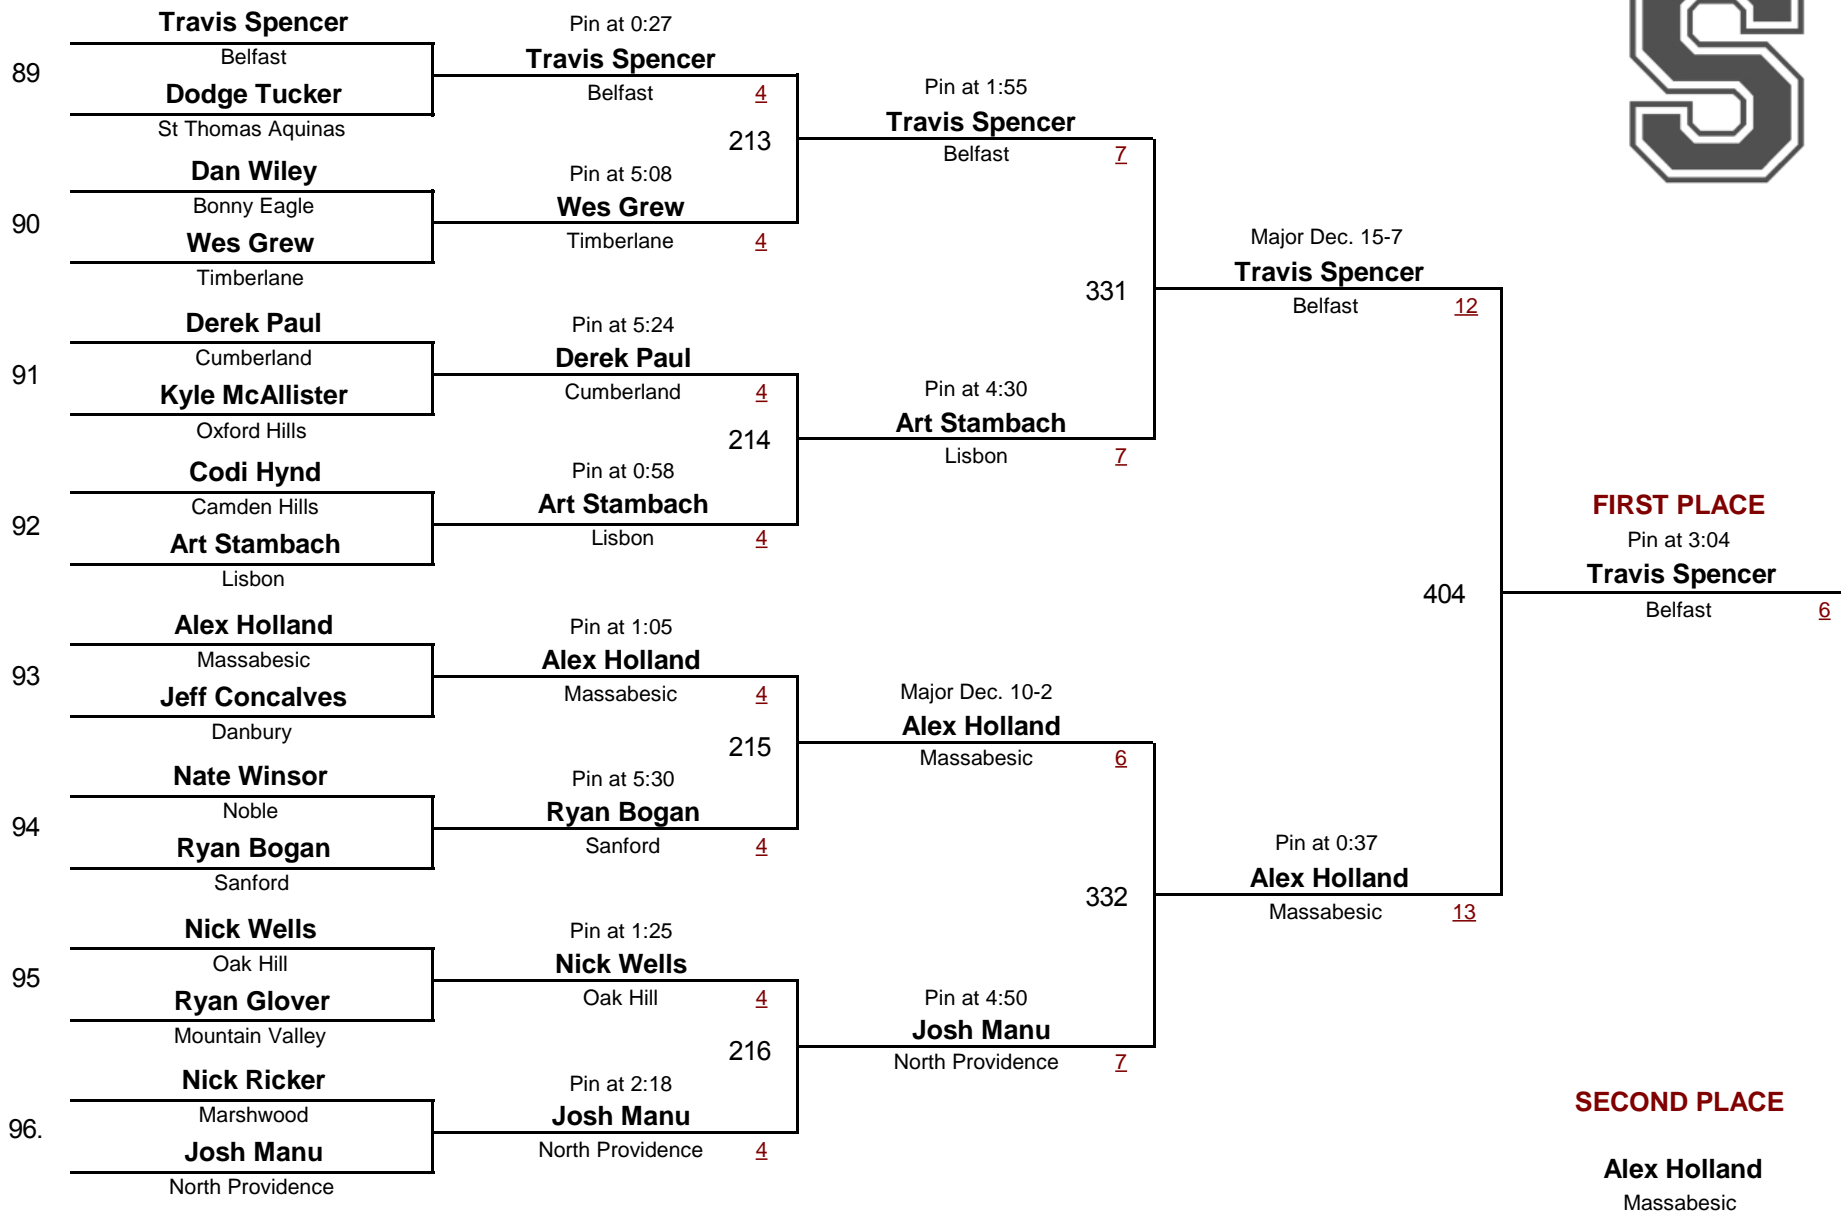 Travis Spencer
Belfast
89
Dodge Tucker
St Thomas Aquinas
Dan Wiley
Bonny Eagle
90
Wes Grew
Timberlane
Derek Paul
Cumberland
91
Kyle McAllister
Oxford Hills
Codi Hynd
Camden Hills
92
Art Stambach
Lisbon
Alex Holland
Massabesic
93
Jeff Concalves
Danbury
Nate Winsor
Noble
94
Ryan Bogan
Sanford
Nick Wells
Oak Hill
95
Ryan Glover
Mountain Valley
Nick Ricker
Marshwood
96.
Josh Manu
North Providence
Pin at 0:27
Travis Spencer
Belfast 4
213
Pin at 5:08
Wes Grew
Timberlane 4
Pin at 5:24
Derek Paul
Cumberland 4
214
Pin at 0:58
Art Stambach
Lisbon 4
Pin at 1:05
Alex Holland
Massabesic 4
215
Pin at 5:30
Ryan Bogan
Sanford 4
Pin at 1:25
Nick Wells
Oak Hill 4
216
Pin at 2:18
Josh Manu
North Providence 4
Pin at 1:55
Travis Spencer
Belfast 7
331
Pin at 4:30
Art Stambach
Lisbon 7
Major Dec. 10-2
Alex Holland
Massabesic 6
332
Pin at 4:50
Josh Manu
North Providence 7
Major Dec. 15-7
Travis Spencer
Belfast 12
404
Pin at 0:37
Alex Holland
Massabesic 13
S
FIRST PLACE
Pin at 3:04
Travis Spencer
Belfast 6
SECOND PLACE
Alex Holland
Massabesic